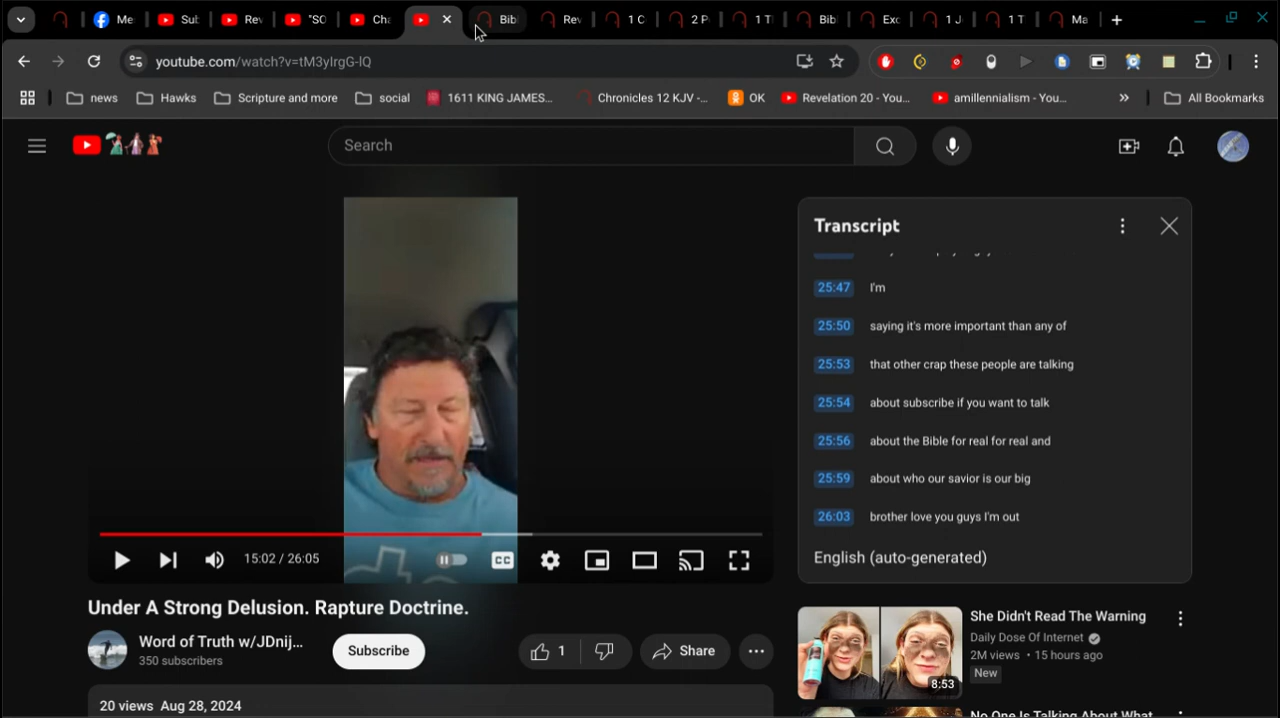 Me
Sul
Rev
"SO
Cha
Bib
Rev
1 C
2 P
1 Tl
Bib
Exc
1 J
1 T
Ma
youtube.com/watch?v=tM3yIrgG-lQ
news
Hawks
Scripture and more
social
1611 KING JAMES...
Chronicles 12 KJV -...
OK
Revelation 20 - You...
amillennialism - You...
»
All Bookmarks
Search
Transcript
25:47 I'm
25:50 saying it's more important than any of
25:53 that other crap these people are talking
25:54 about subscribe if you want to talk
25:56 about the Bible for real for real and
25:59 about who our savior is our big
26:03 brother love you guys I'm out
English (auto-generated)
15:02 / 26:05
CC
Under A Strong Delusion. Rapture Doctrine.
Word of Truth w/JDnij...
350 subscribers
Subscribe
1
Share
20 views Aug 28, 2024
She Didn't Read The Warning
Daily Dose Of Internet
2M views • 15 hours ago
New
8:53
No One Is Talking About What